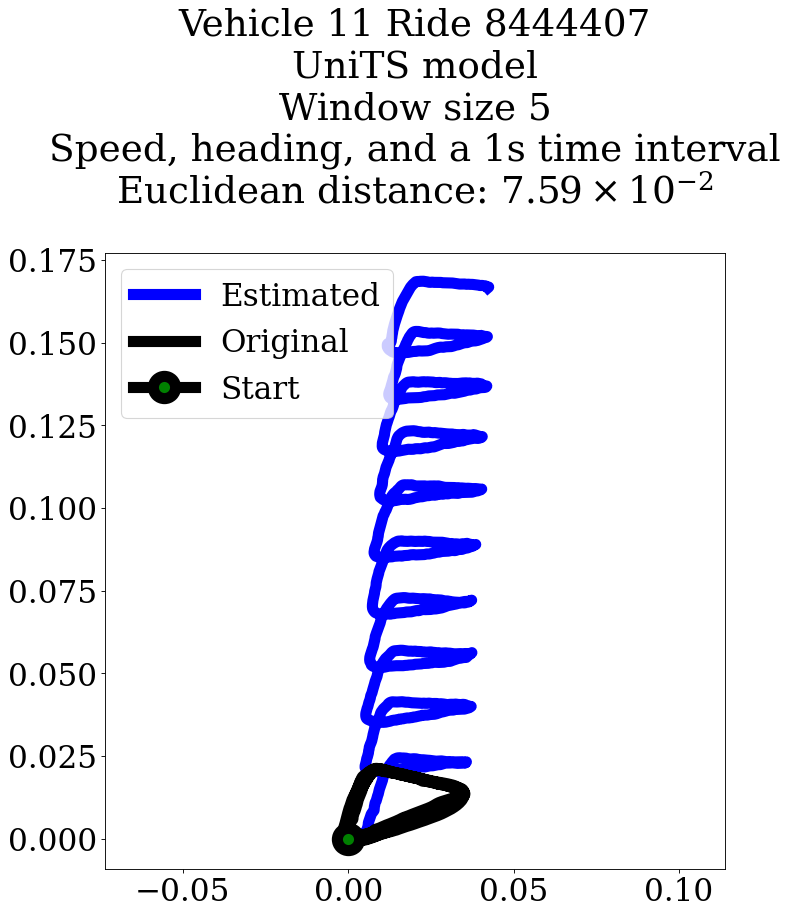 Vehicle 11 Ride 8444407
UniTS model
Window size 5
Speed, heading, and a 1s time interval
Euclidean distance: 7.59 × 10⁻²
0.175
0.150
0.125
0.100
0.075
0.050
0.025
0.000
Estimated
Original
Start
−0.05
0.00
0.05
0.10